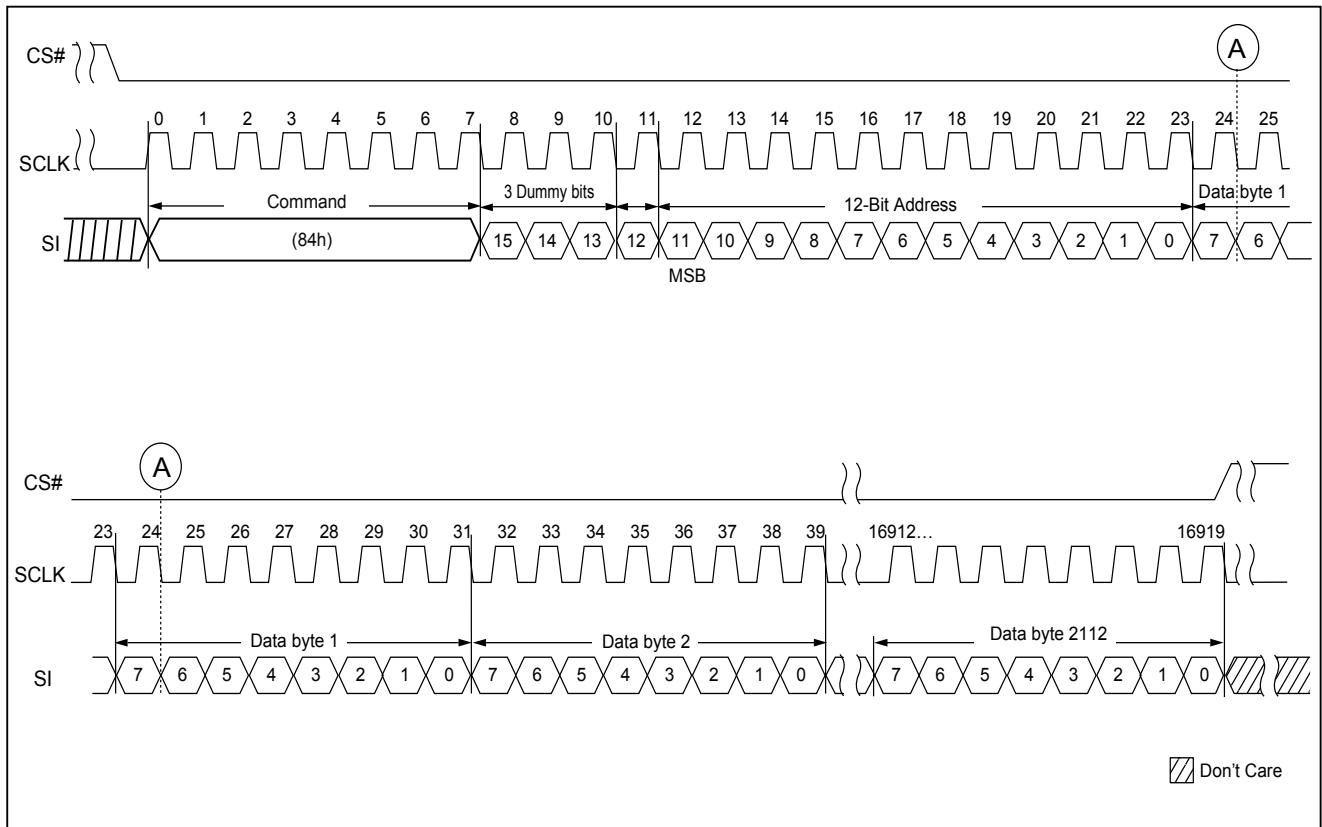 CS#
A
0 1 2 3 4 5 6 7 8 9 10 11 12 13 14 15 16 17 18 19 20 21 22 23 24 25
SCLK
Command 3 Dummy bits 12-Bit Address Data byte 1
SI (84h) 15 14 13 12 11 10 9 8 7 6 5 4 3 2 1 0 7 6
MSB
A
CS#
23 24 25 26 27 28 29 30 31 32 33 34 35 36 37 38 39 16912... 16919
SCLK
Data byte 1 Data byte 2 Data byte 2112
SI 7 6 5 4 3 2 1 0 7 6 5 4 3 2 1 0 7 6 5 4 3 2 1 0
Don't Care